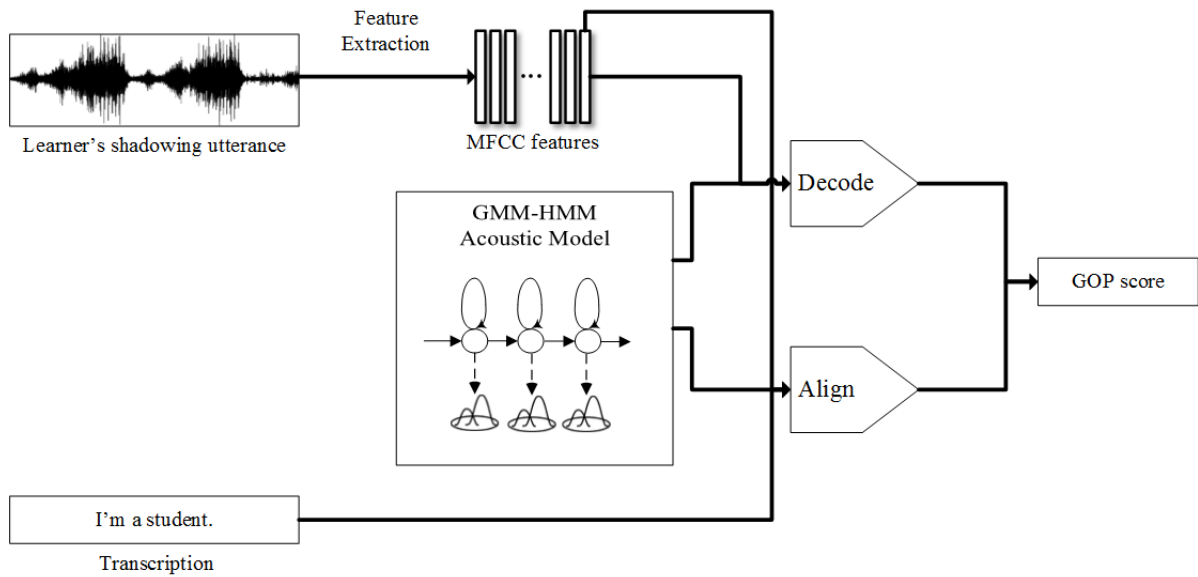 Feature
Extraction
Learner's shadowing utterance
MFCC features
GMM-HMM
Acoustic Model
Decode
Align
GOP score
I'm a student.
Transcription